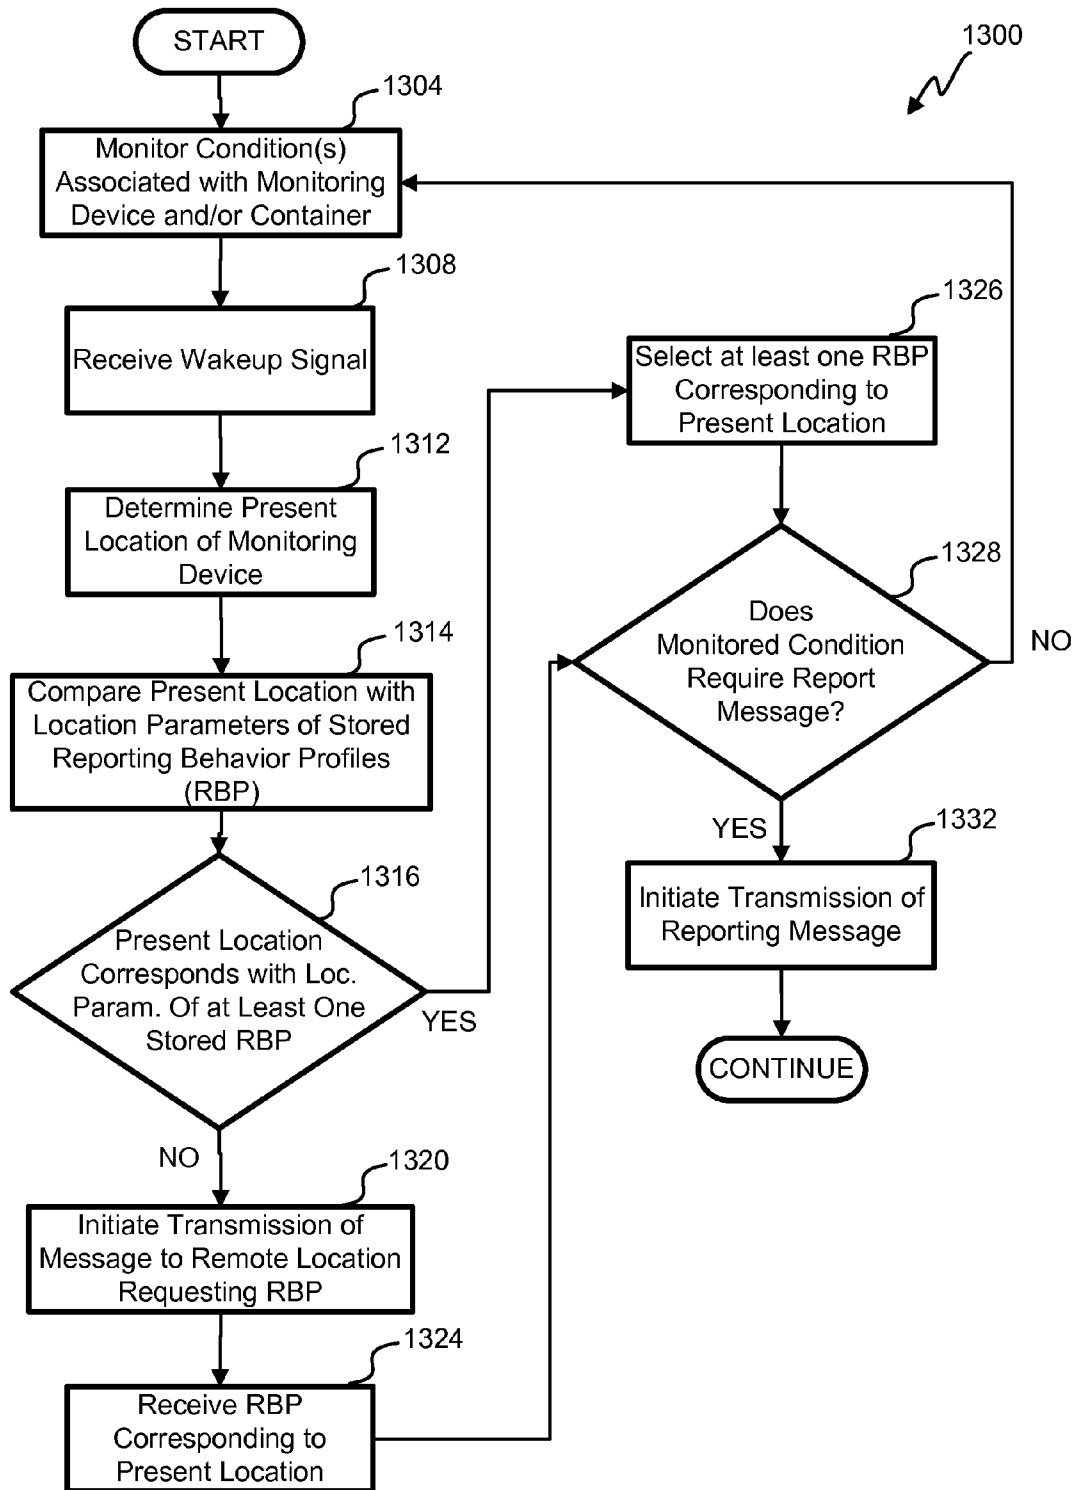 START
1300
1304
Monitor Condition(s)
Associated with Monitoring
Device and/or Container
1308
Receive Wakeup Signal
1312
Determine Present
Location of Monitoring
Device
1314
Compare Present Location with
Location Parameters of Stored
Reporting Behavior Profiles
(RBP)
1316
Present Location
Corresponds with Loc.
Param. Of at Least One
Stored RBP
YES
NO
1320
Initiate Transmission of
Message to Remote Location
Requesting RBP
1324
Receive RBP
Corresponding to
Present Location
1326
Select at least one RBP
Corresponding to
Present Location
1328
Does
Monitored Condition
Require Report
Message?
NO
YES
1332
Initiate Transmission of
Reporting Message
CONTINUE